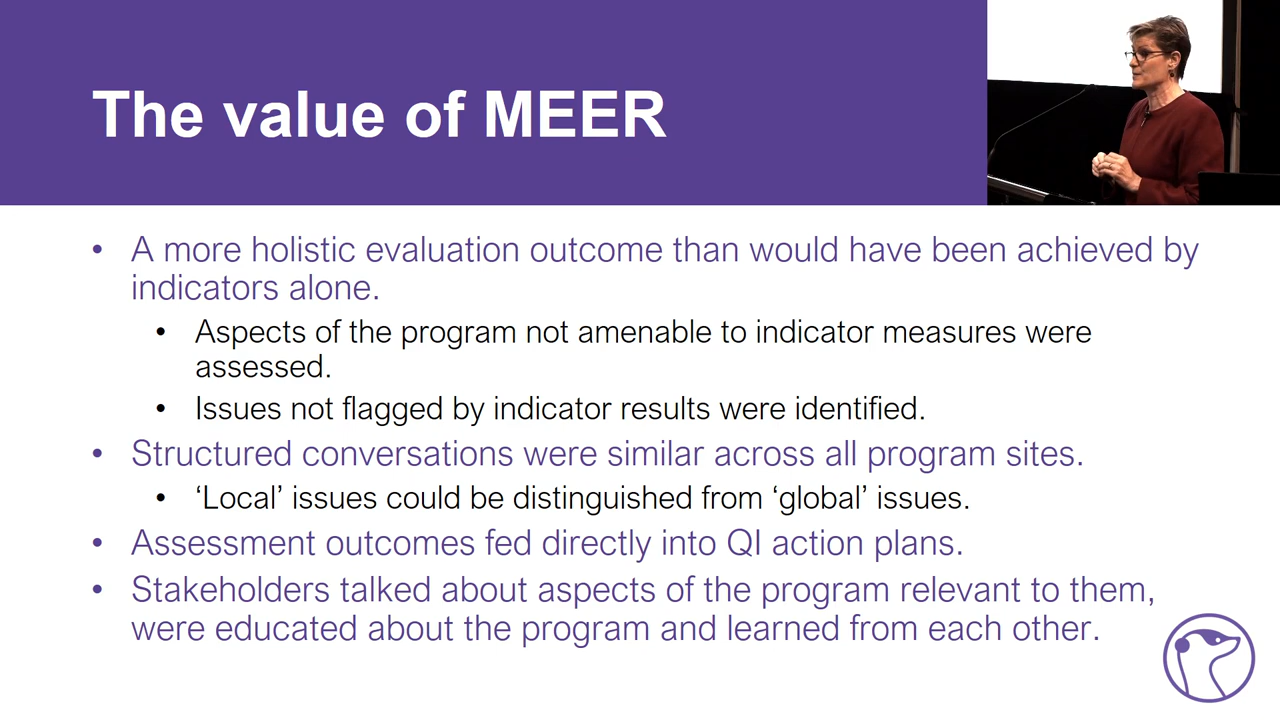 The value of MEER
• A more holistic evaluation outcome than would have been achieved by
indicators alone.
• Aspects of the program not amenable to indicator measures were
assessed.
• Issues not flagged by indicator results were identified.
• Structured conversations were similar across all program sites.
• ‘Local’ issues could be distinguished from ‘global’ issues.
• Assessment outcomes fed directly into QI action plans.
• Stakeholders talked about aspects of the program relevant to them,
were educated about the program and learned from each other.